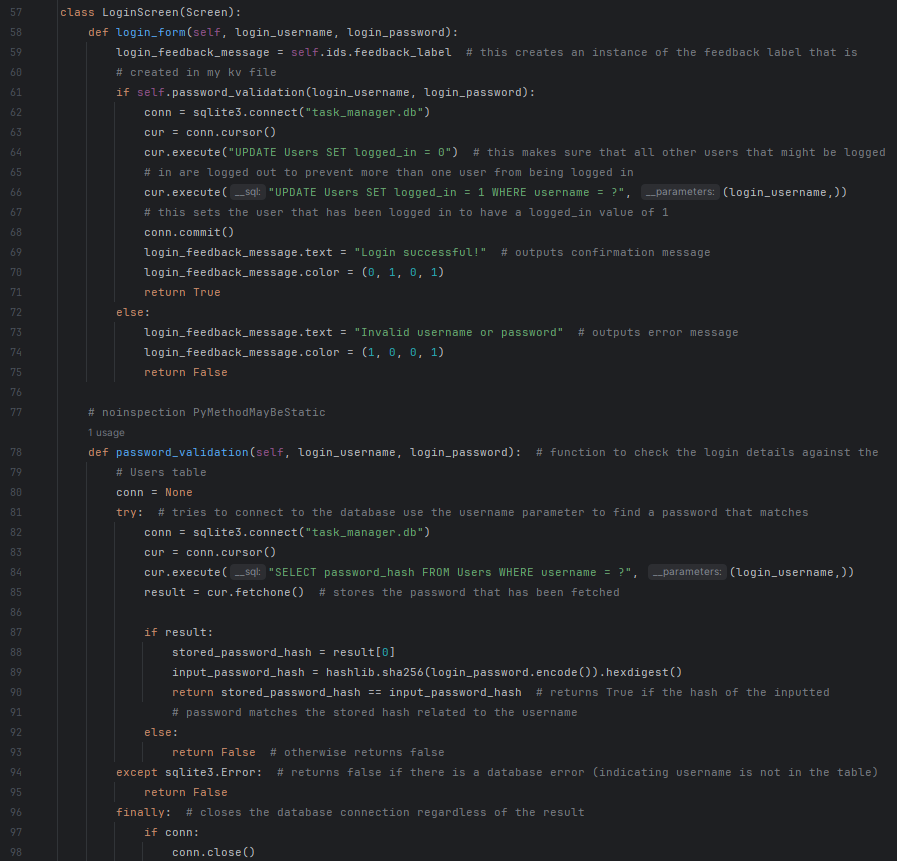 57 class LoginScreen(Screen):
58     def login_form(self, login_username, login_password):
59         login_feedback_message = self.ids.feedback_label  # this creates an instance of the feedback label that is
60         # created in my kv file
61         if self.password_validation(login_username, login_password):
62             conn = sqlite3.connect("task_manager.db")
63             cur = conn.cursor()
64             cur.execute("UPDATE Users SET logged_in = 0")  # this makes sure that all other users that might be logged
65             # in are logged out to prevent more than one user from being logged in
66             cur.execute( __sql: "UPDATE Users SET logged_in = 1 WHERE username = ?", __parameters: (login_username,))
67             # this sets the user that has been logged in to have a logged_in value of 1
68             conn.commit()
69             login_feedback_message.text = "Login successful!"  # outputs confirmation message
70             login_feedback_message.color = (0, 1, 0, 1)
71             return True
72         else:
73             login_feedback_message.text = "Invalid username or password"  # outputs error message
74             login_feedback_message.color = (1, 0, 0, 1)
75             return False
76
77     # noinspection PyMethodMayBeStatic
1 usage
78     def password_validation(self, login_username, login_password):  # function to check the login details against the
79         # Users table
80         conn = None
81         try:  # tries to connect to the database use the username parameter to find a password that matches
82             conn = sqlite3.connect("task_manager.db")
83             cur = conn.cursor()
84             cur.execute( __sql: "SELECT password_hash FROM Users WHERE username = ?", __parameters: (login_username,))
85             result = cur.fetchone()  # stores the password that has been fetched
86
87             if result:
88                 stored_password_hash = result[0]
89                 input_password_hash = hashlib.sha256(login_password.encode()).hexdigest()
90                 return stored_password_hash == input_password_hash  # returns True if the hash of the inputted
91                 # password matches the stored hash related to the username
92             else:
93                 return False  # otherwise returns false
94         except sqlite3.Error:  # returns false if there is a database error (indicating username is not in the table)
95             return False
96         finally:  # closes the database connection regardless of the result
97             if conn:
98                 conn.close()